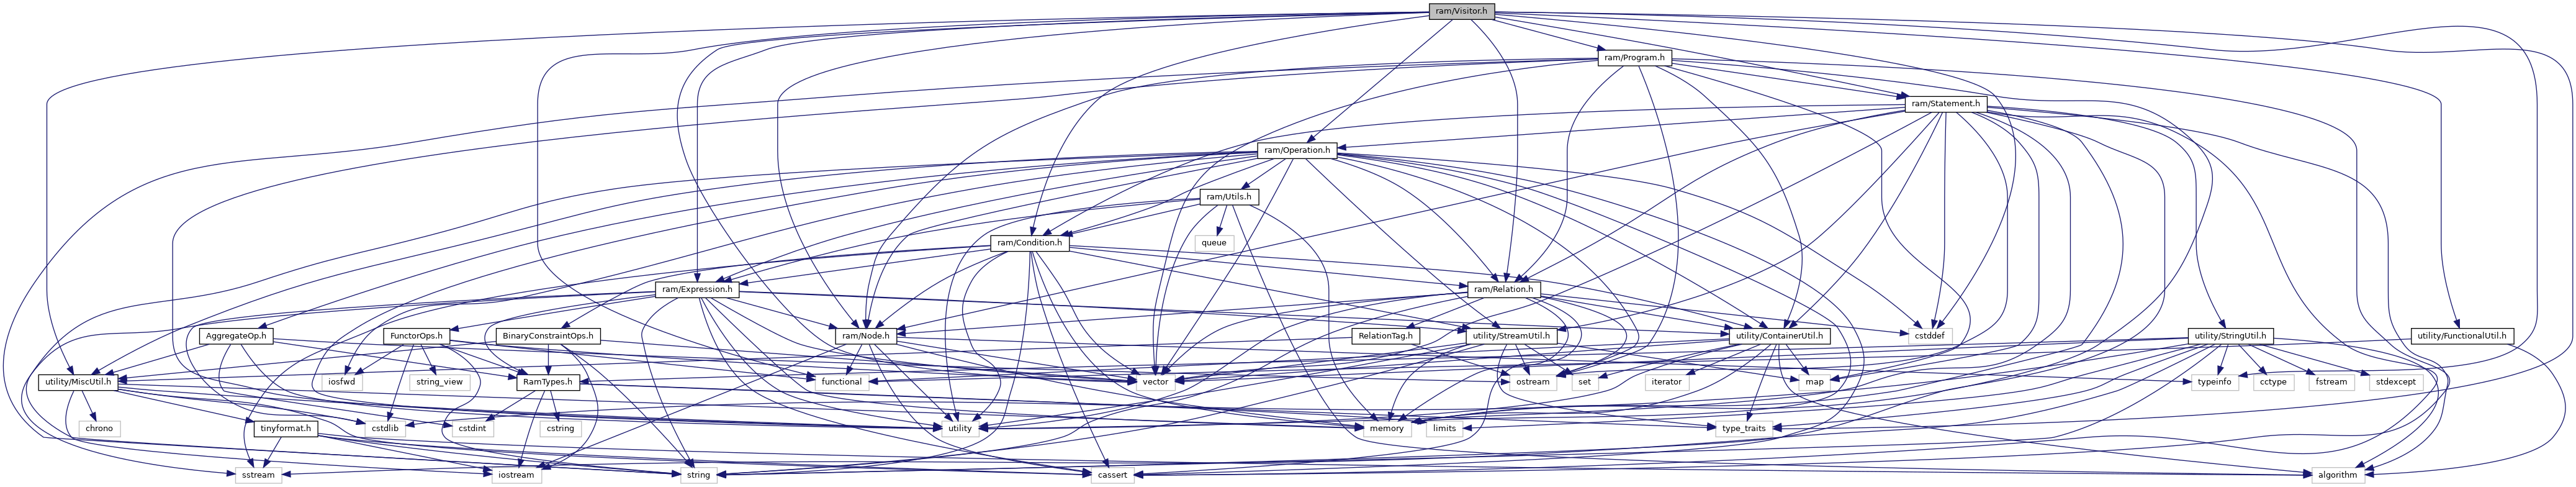 ram/Visitor.h
ram/Program.h
ram/Statement.h
ram/Operation.h
ram/Utils.h
ram/Condition.h
queue
ram/Expression.h
ram/Relation.h
AggregateOp.h
FunctorOps.h
BinaryConstraintOps.h
ram/Node.h
RelationTag.h
utility/StreamUtil.h
utility/ContainerUtil.h
cstddef
utility/StringUtil.h
utility/FunctionalUtil.h
utility/MiscUtil.h
iosfwd
string_view
RamTypes.h
functional
vector
ostream
set
iterator
map
typeinfo
cctype
fstream
stdexcept
chrono
tinyformat.h
cstdlib
cstdint
cstring
utility
memory
limits
type_traits
sstream
iostream
string
cassert
algorithm